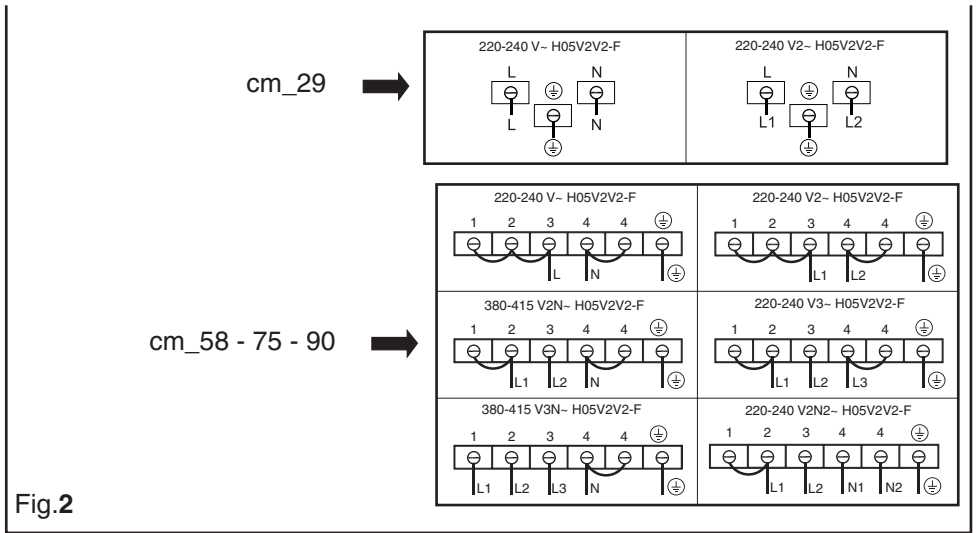 220-240 V~ H05V2V2-F 220-240 V2~ H05V2V2-F
L N L N
cm_29
L N L1 L2
220-240 V~ H05V2V2-F 220-240 V2~ H05V2V2-F
1 2 3 4 4 1 2 3 4 4
L N L1 L2
380-415 V2N~ H05V2V2-F 220-240 V3~ H05V2V2-F
cm_58 - 75 - 90
1 2 3 4 4 1 2 3 4 4
L1 L2 N L1 L2 L3
380-415 V3N~ H05V2V2-F 220-240 V2N2~ H05V2V2-F
1 2 3 4 4 1 2 3 4 4
L1 L2 L3 N L1 L2 N1 N2
Fig.2